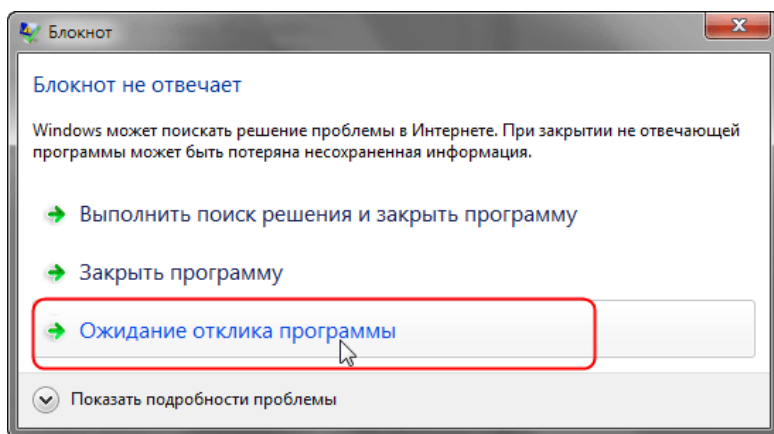 Блокнот
Блокнот не отвечает
Windows может поискать решение проблемы в Интернете. При закрытии не отвечающей
программы может быть потеряна несохраненная информация.
Выполнить поиск решения и закрыть программу
Закрыть программу
Ожидание отклика программы
Показать подробности проблемы